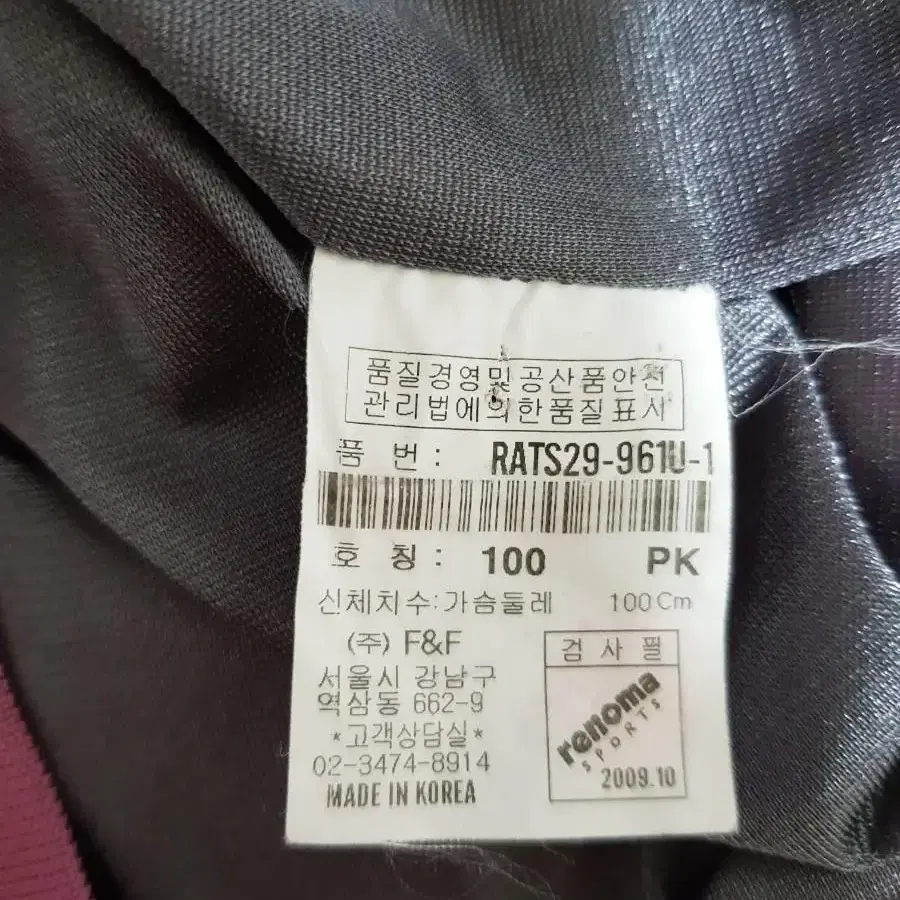 품질경영및공산품안전
관리법에의한품질표시
품 번 : RATS29-961U-1
호 칭 : 100 PK
신체치수:가슴둘레 100Cm
(주) F&F
서울시 강남구
역삼동 662-9
*고객상담실*
02-3474-8914
MADE IN KOREA
검 사 필
renoma
SPORTS
2009.10